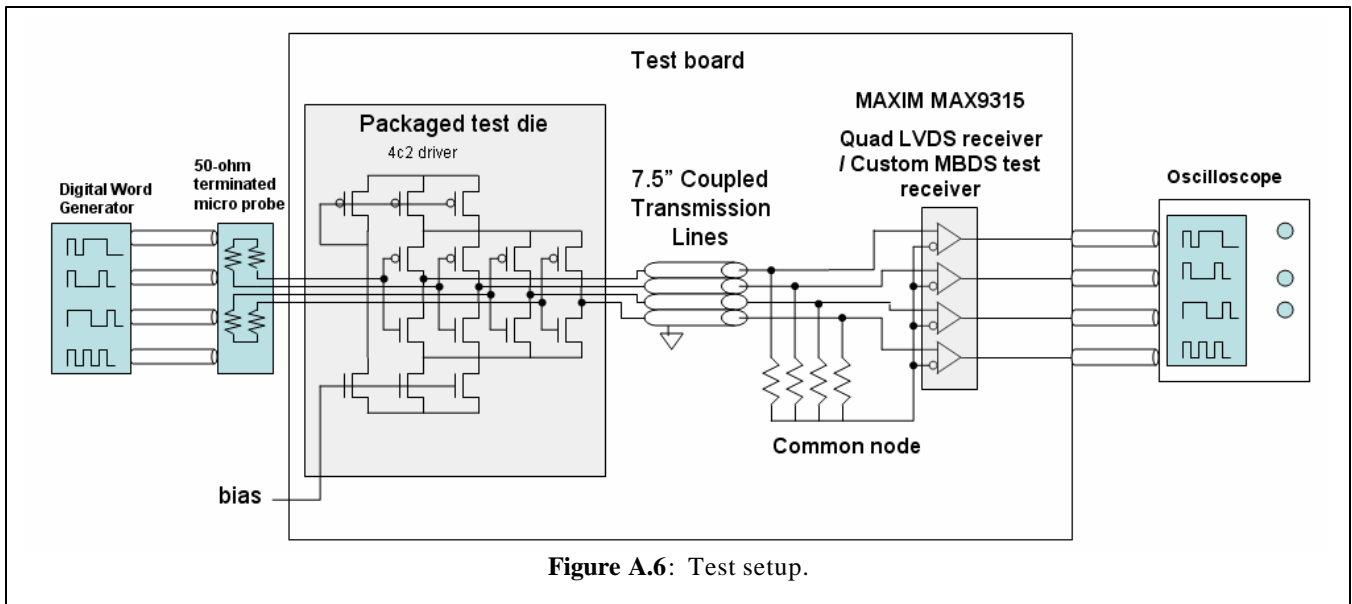 Test board
Packaged test die
4c2 driver
Digital Word
Generator
50-ohm
terminated
micro probe
7.5” Coupled
Transmission
Lines
MAXIM MAX9315
Quad LVDS receiver
/ Custom MBDS test
receiver
Oscilloscope
Common node
bias
Figure A.6: Test setup.